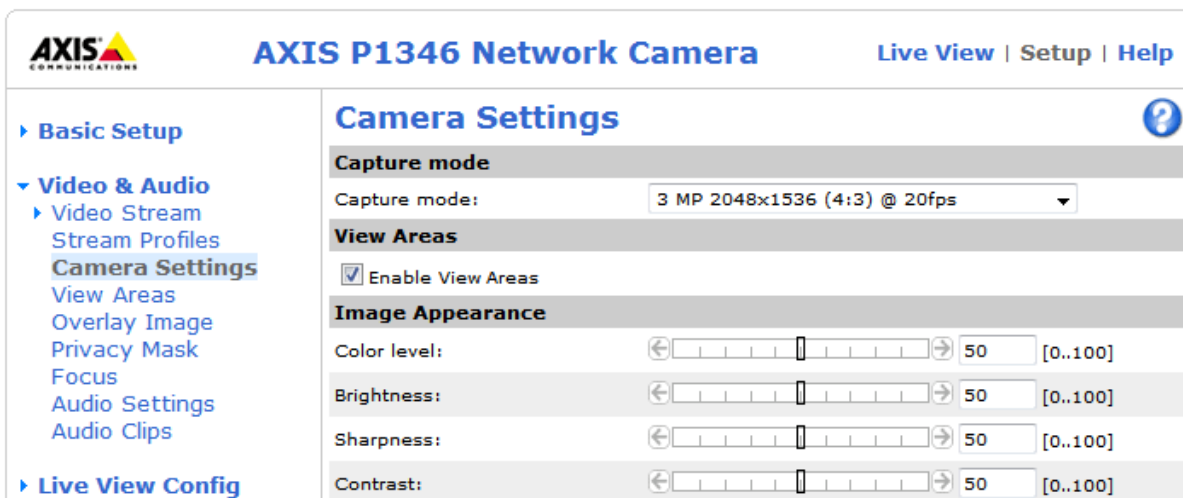 AXIS
COMMUNICATIONS
AXIS P1346 Network Camera
Live View | Setup | Help
Basic Setup
Video & Audio
Video Stream
Stream Profiles
Camera Settings
View Areas
Overlay Image
Privacy Mask
Focus
Audio Settings
Audio Clips
Live View Config
Camera Settings
?
Capture mode
Capture mode: 3 MP 2048x1536 (4:3) @ 20fps
View Areas
Enable View Areas
Image Appearance
Color level: 50 [0..100]
Brightness: 50 [0..100]
Sharpness: 50 [0..100]
Contrast: 50 [0..100]